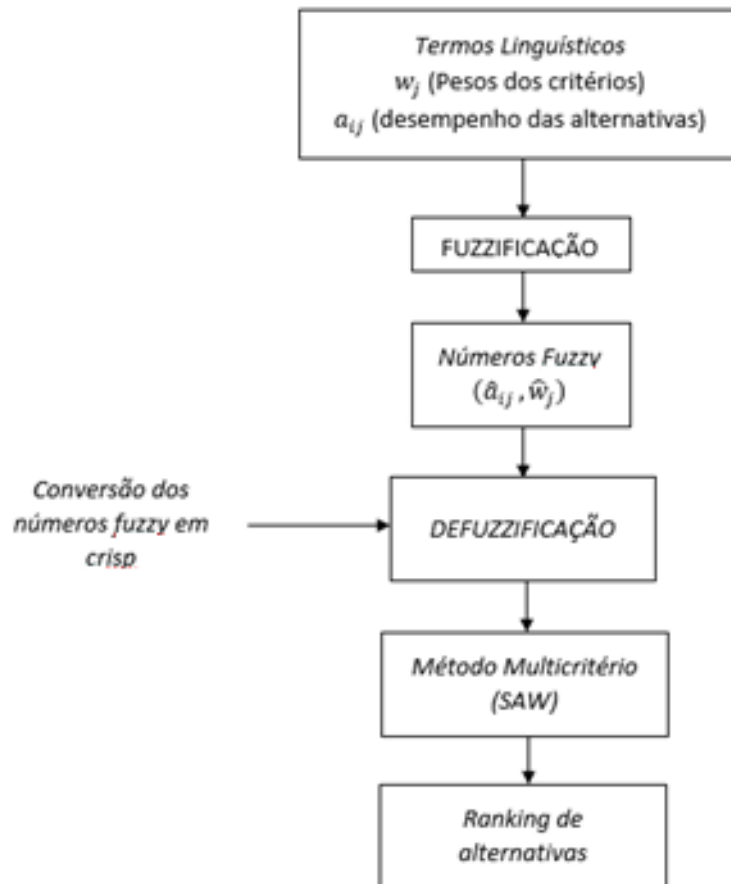 Termos Linguísticos
w_j (Pesos dos critérios)
a_ij (desempenho das alternativas)
FUZZIFICAÇÃO
Números Fuzzy
(â_ij, ŵ_j)
Conversão dos
números fuzzy em
crisp
DEFUZZIFICAÇÃO
Método Multicritério
(SAW)
Ranking de
alternativas